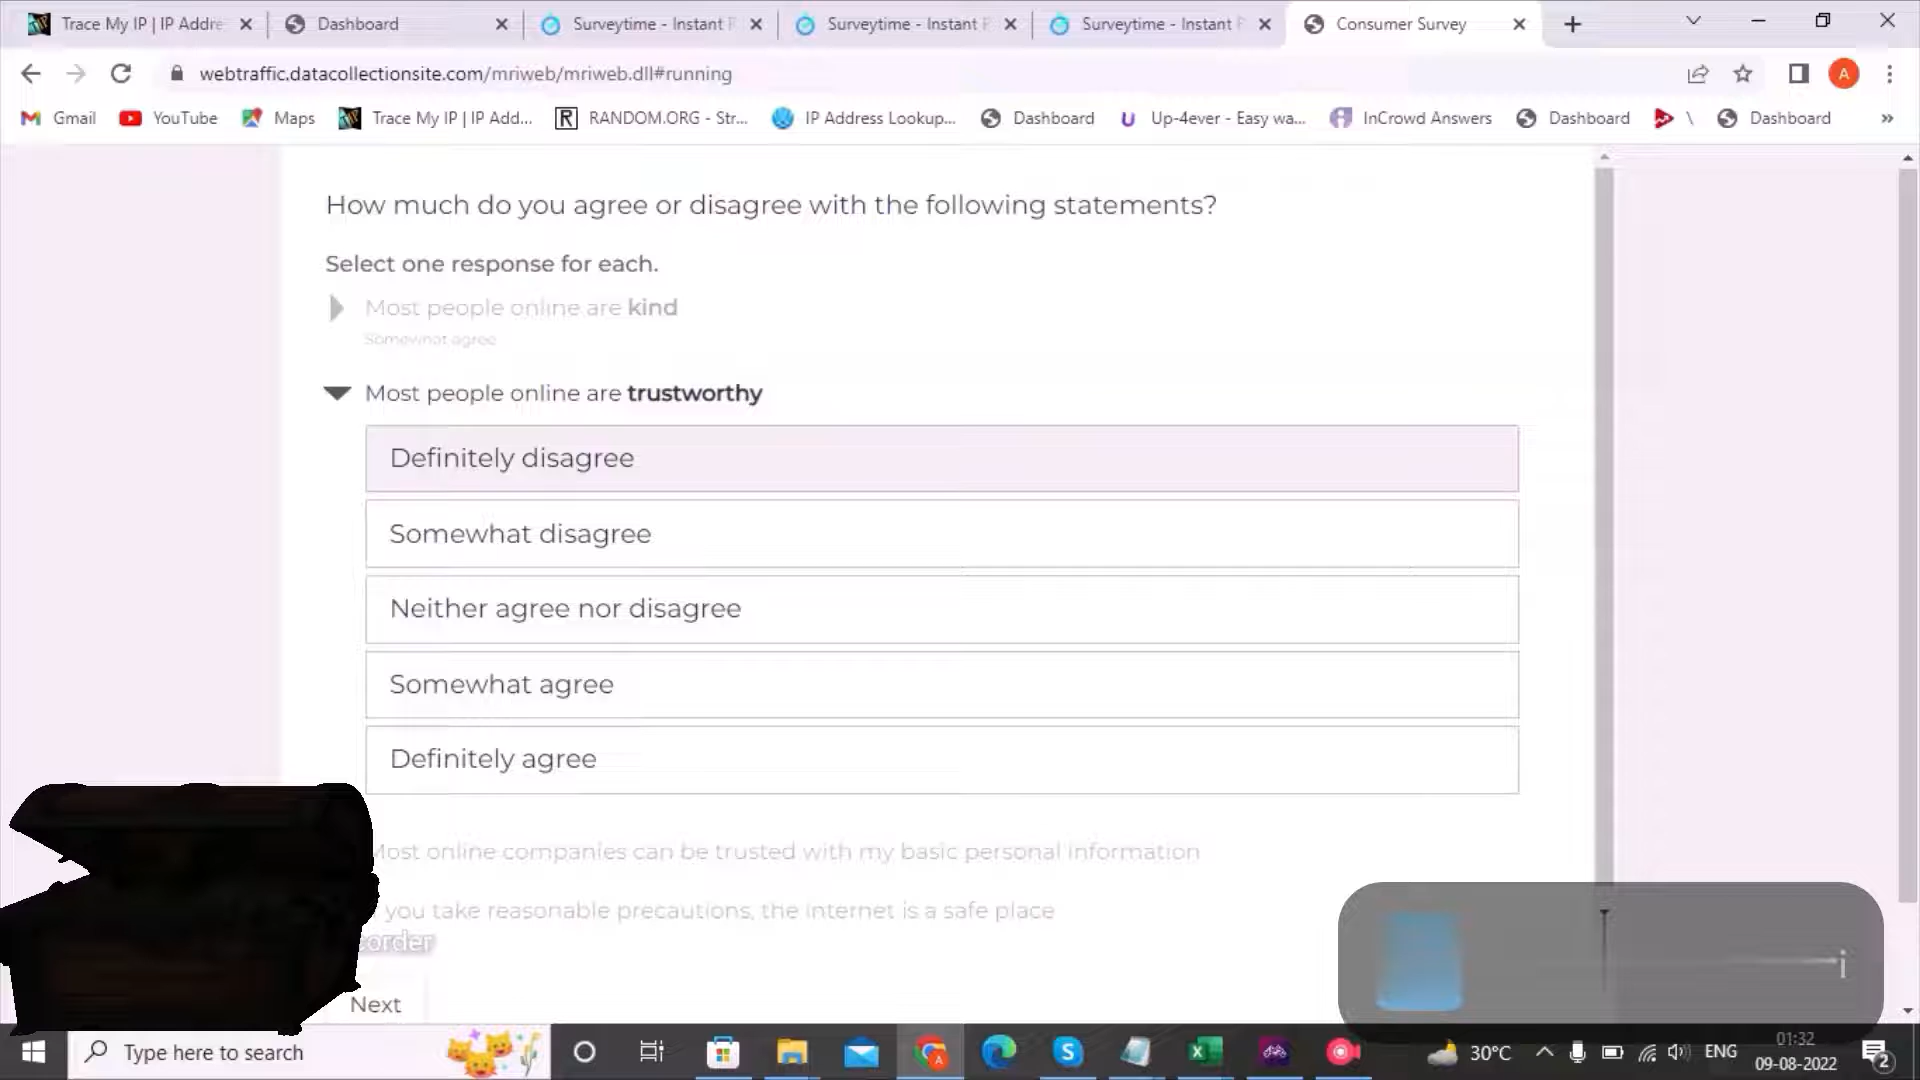 Trace My IP | IP Addre
Dashboard
Surveytime - Instant P
Surveytime - Instant P
Surveytime - Instant P
Consumer Survey
webtraffic.datacollectionsite.com/mriweb/mriweb.dll#running
A
Gmail
YouTube
Maps
Trace My IP | IP Add...
RANDOM.ORG - Str...
IP Address Lookup...
Dashboard
Up-4ever - Easy wa...
InCrowd Answers
Dashboard
\
Dashboard
»
How much do you agree or disagree with the following statements?
Select one response for each.
Most people online are kind
Somewhat agree
Most people online are trustworthy
Definitely disagree
Somewhat disagree
Neither agree nor disagree
Somewhat agree
Definitely agree
Most online companies can be trusted with my basic personal information
you take reasonable precautions, the internet is a safe place
corder
Next
Type here to search
30°C
ENG
01:32
09-08-2022
2